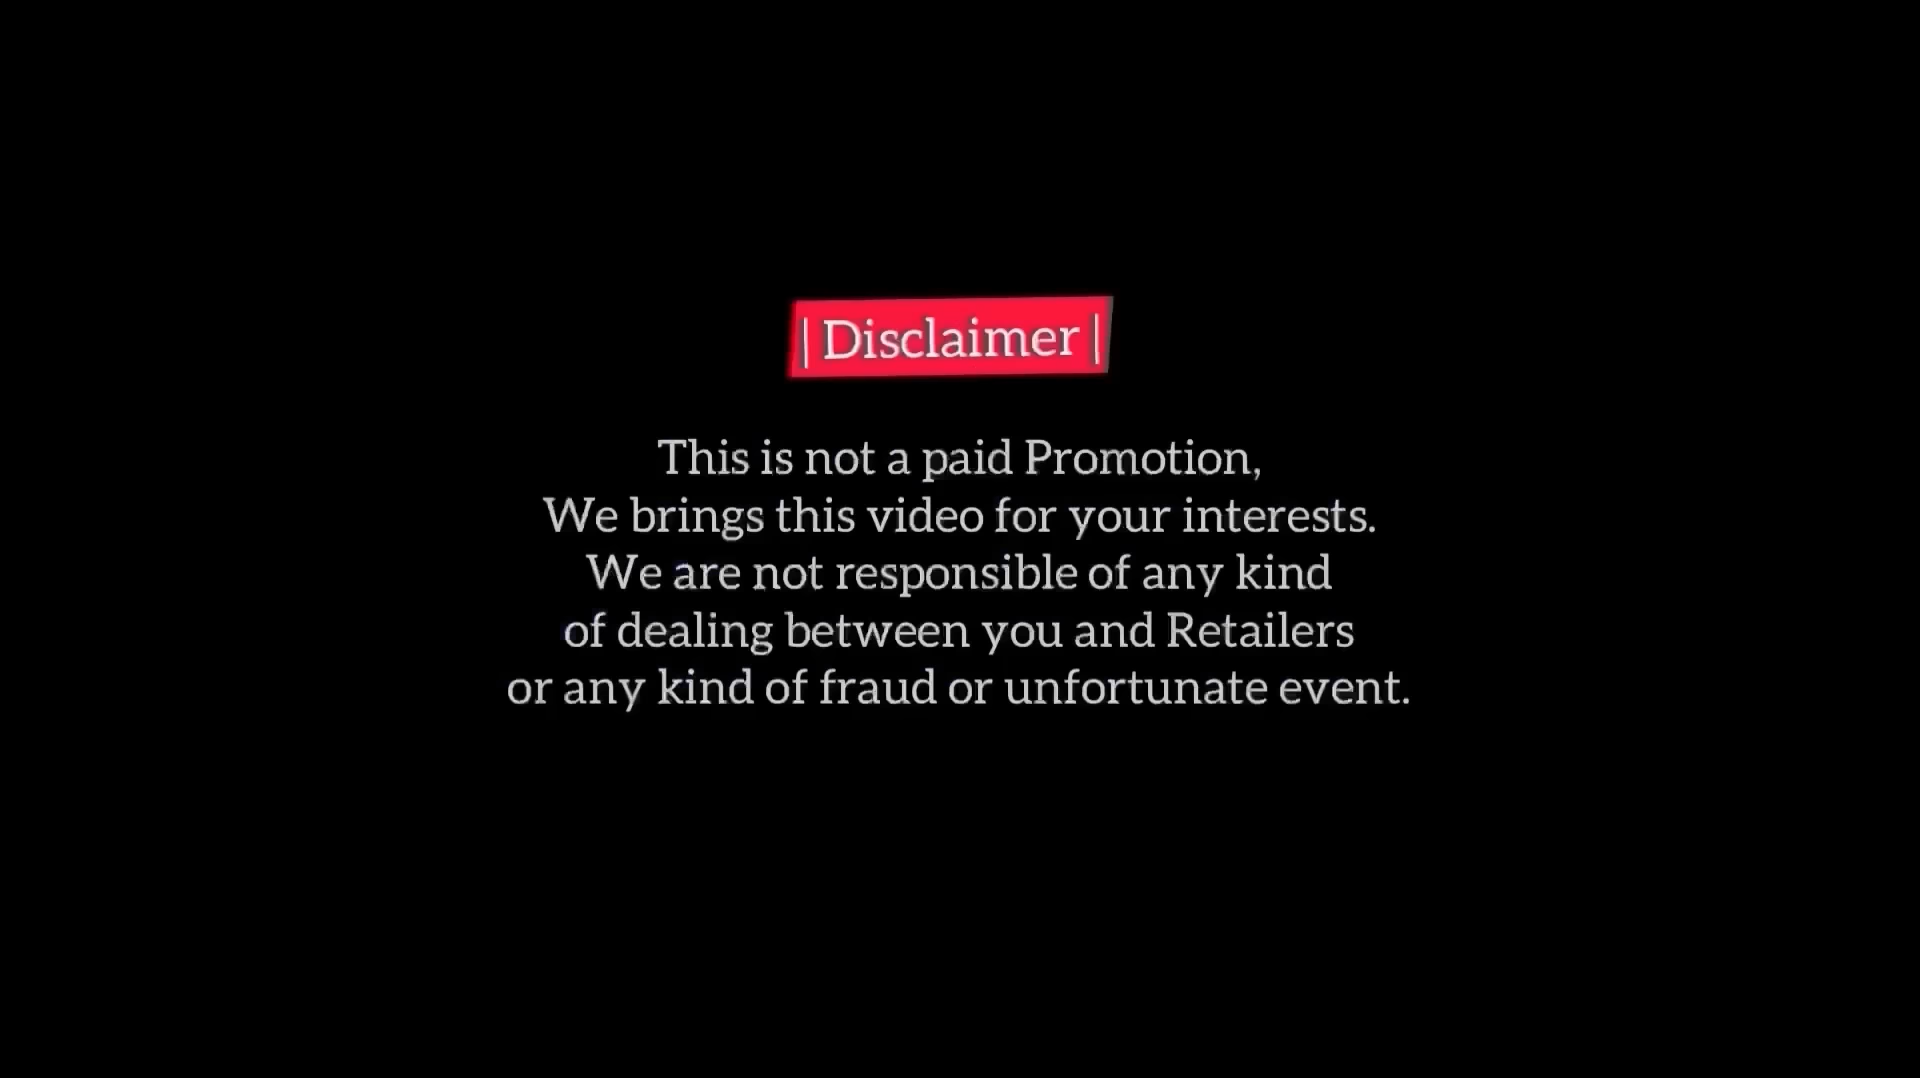 | Disclaimer |
This is not a paid Promotion,
We brings this video for your interests.
We are not responsible of any kind
of dealing between you and Retailers
or any kind of fraud or unfortunate event.